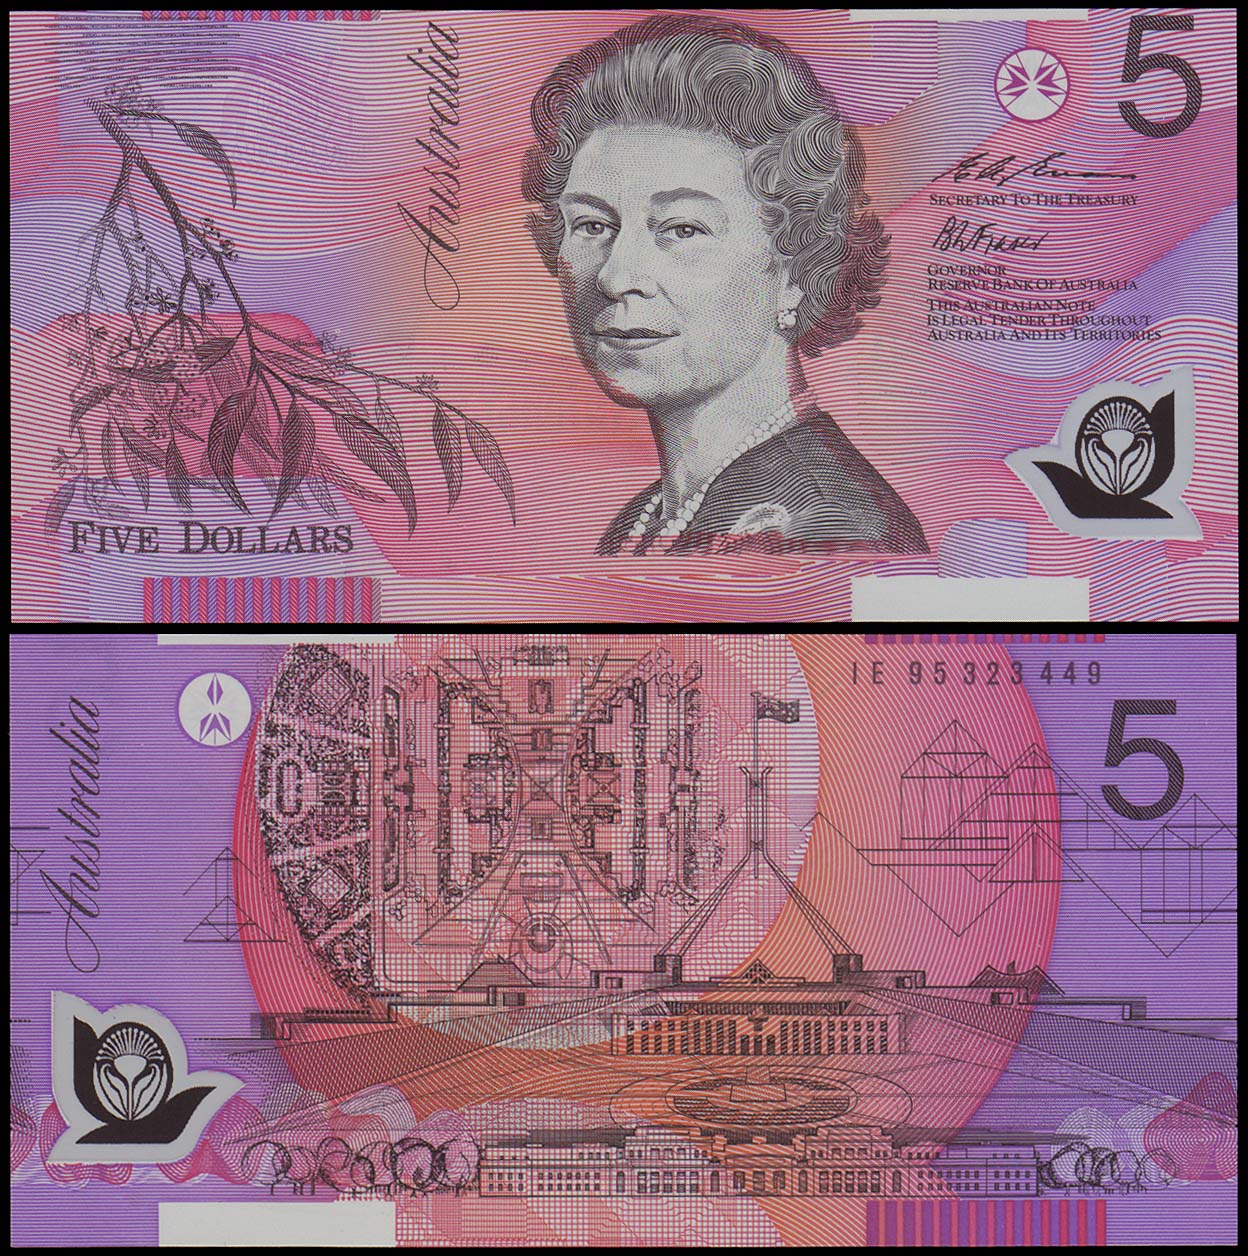 Australia
5
SECRETARY TO THE TREASURY
GOVERNOR
RESERVE BANK OF AUSTRALIA
THIS AUSTRALIAN NOTE
IS LEGAL TENDER THROUGHOUT
AUSTRALIA AND ITS TERRITORIES
FIVE DOLLARS
IE 95323449
Australia
5